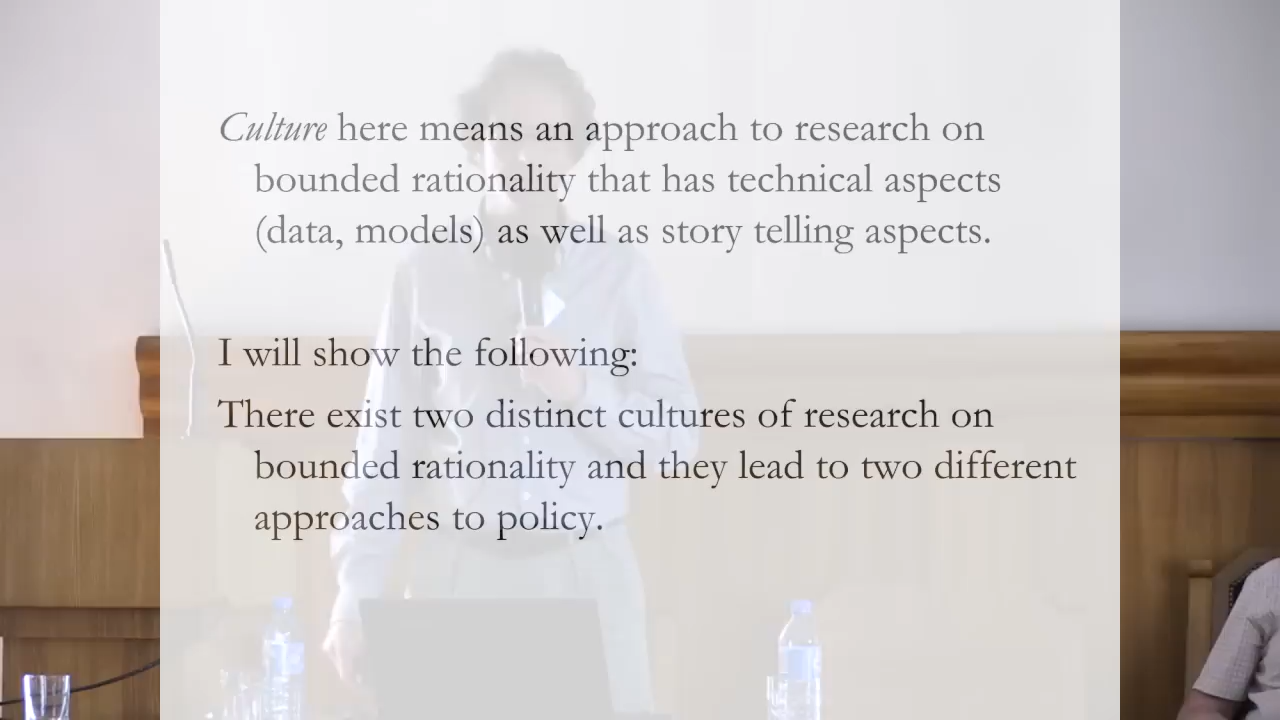 Culture here means an approach to research on
bounded rationality that has technical aspects
(data, models) as well as story telling aspects.
I will show the following:
There exist two distinct cultures of research on
bounded rationality and they lead to two different
approaches to policy.